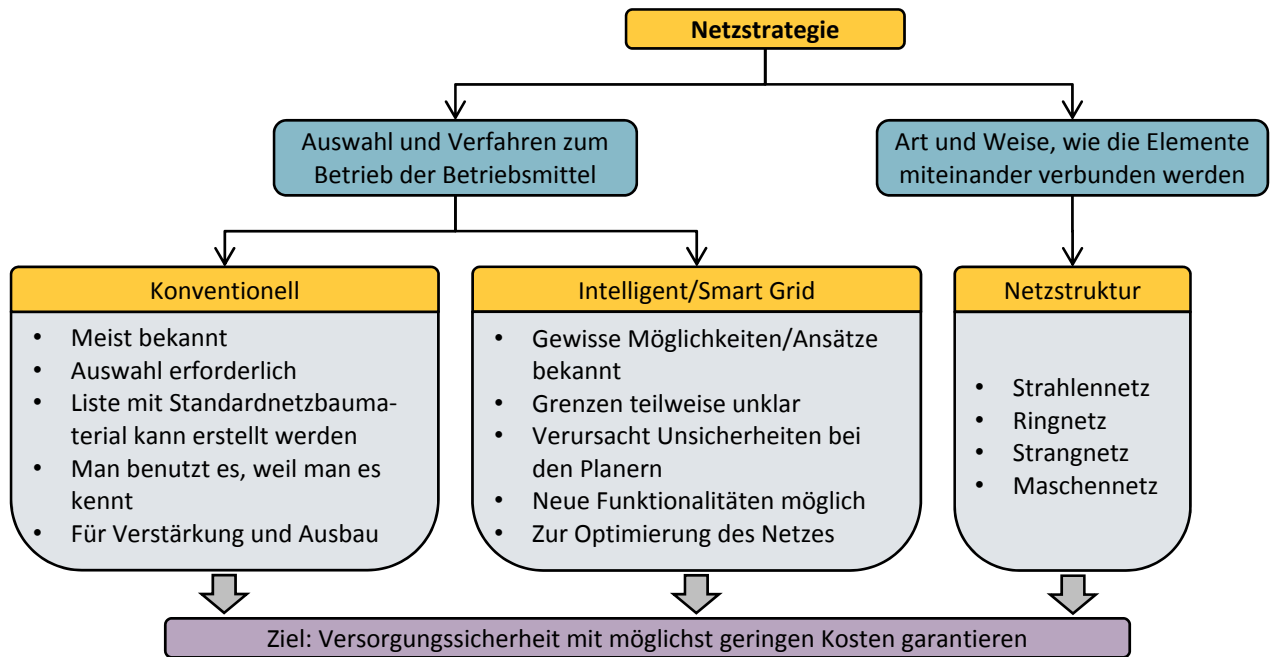 Netzstrategie
Auswahl und Verfahren zum
Betrieb der Betriebsmittel
Art und Weise, wie die Elemente
miteinander verbunden werden
Konventionell
• Meist bekannt
• Auswahl erforderlich
• Liste mit Standardnetzbauma-
terial kann erstellt werden
• Man benutzt es, weil man es
kennt
• Für Verstärkung und Ausbau
Intelligent/Smart Grid
• Gewisse Möglichkeiten/Ansätze
bekannt
• Grenzen teilweise unklar
• Verursacht Unsicherheiten bei
den Planern
• Neue Funktionalitäten möglich
• Zur Optimierung des Netzes
Netzstruktur
• Strahlennetz
• Ringnetz
• Strangnetz
• Maschennetz
Ziel: Versorgungssicherheit mit möglichst geringen Kosten garantieren